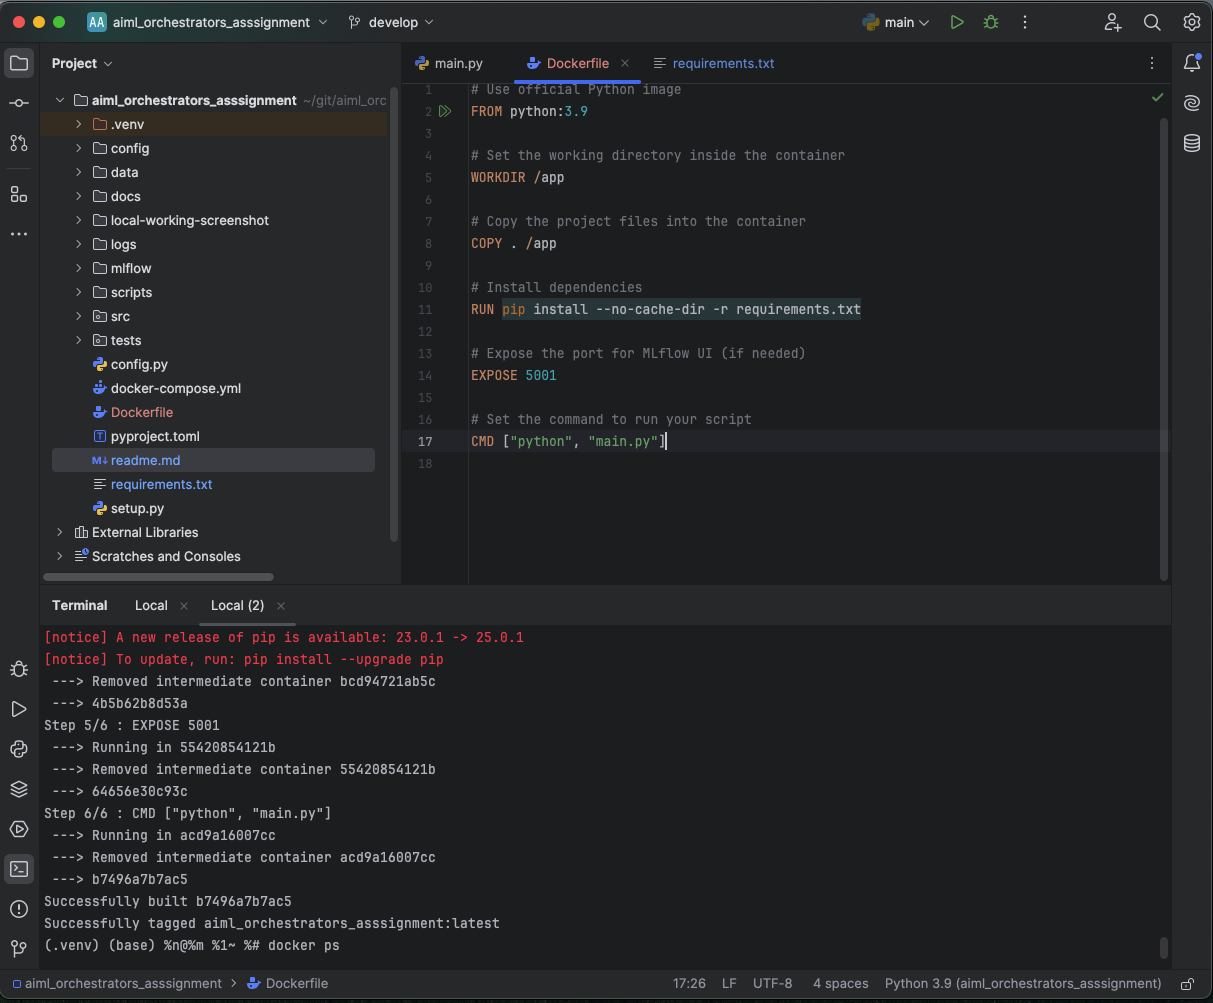 AA aiml_orchestrators_asssignment develop main
Project
aiml_orchestrators_asssignment ~/git/aiml_orc
.venv
config
data
docs
local-working-screenshot
logs
mlflow
scripts
src
tests
config.py
docker-compose.yml
Dockerfile
pyproject.toml
M↓ readme.md
requirements.txt
setup.py
External Libraries
Scratches and Consoles
main.py Dockerfile requirements.txt
1 # Use official Python image
2 FROM python:3.9
3
4 # Set the working directory inside the container
5 WORKDIR /app
6
7 # Copy the project files into the container
8 COPY . /app
9
10 # Install dependencies
11 RUN pip install --no-cache-dir -r requirements.txt
12
13 # Expose the port for MLflow UI (if needed)
14 EXPOSE 5001
15
16 # Set the command to run your script
17 CMD ["python", "main.py"]
18
Terminal Local Local (2)
[notice] A new release of pip is available: 23.0.1 -> 25.0.1
[notice] To update, run: pip install --upgrade pip
---> Removed intermediate container bcd94721ab5c
---> 4b5b62b8d53a
Step 5/6 : EXPOSE 5001
---> Running in 55420854121b
---> Removed intermediate container 55420854121b
---> 64656e30c93c
Step 6/6 : CMD ["python", "main.py"]
---> Running in acd9a16007cc
---> Removed intermediate container acd9a16007cc
---> b7496a7b7ac5
Successfully built b7496a7b7ac5
Successfully tagged aiml_orchestrators_asssignment:latest
(.venv) (base) %n@%m %1~ %# docker ps
aiml_orchestrators_asssignment > Dockerfile 17:26 LF UTF-8 4 spaces Python 3.9 (aiml_orchestrators_asssignment)